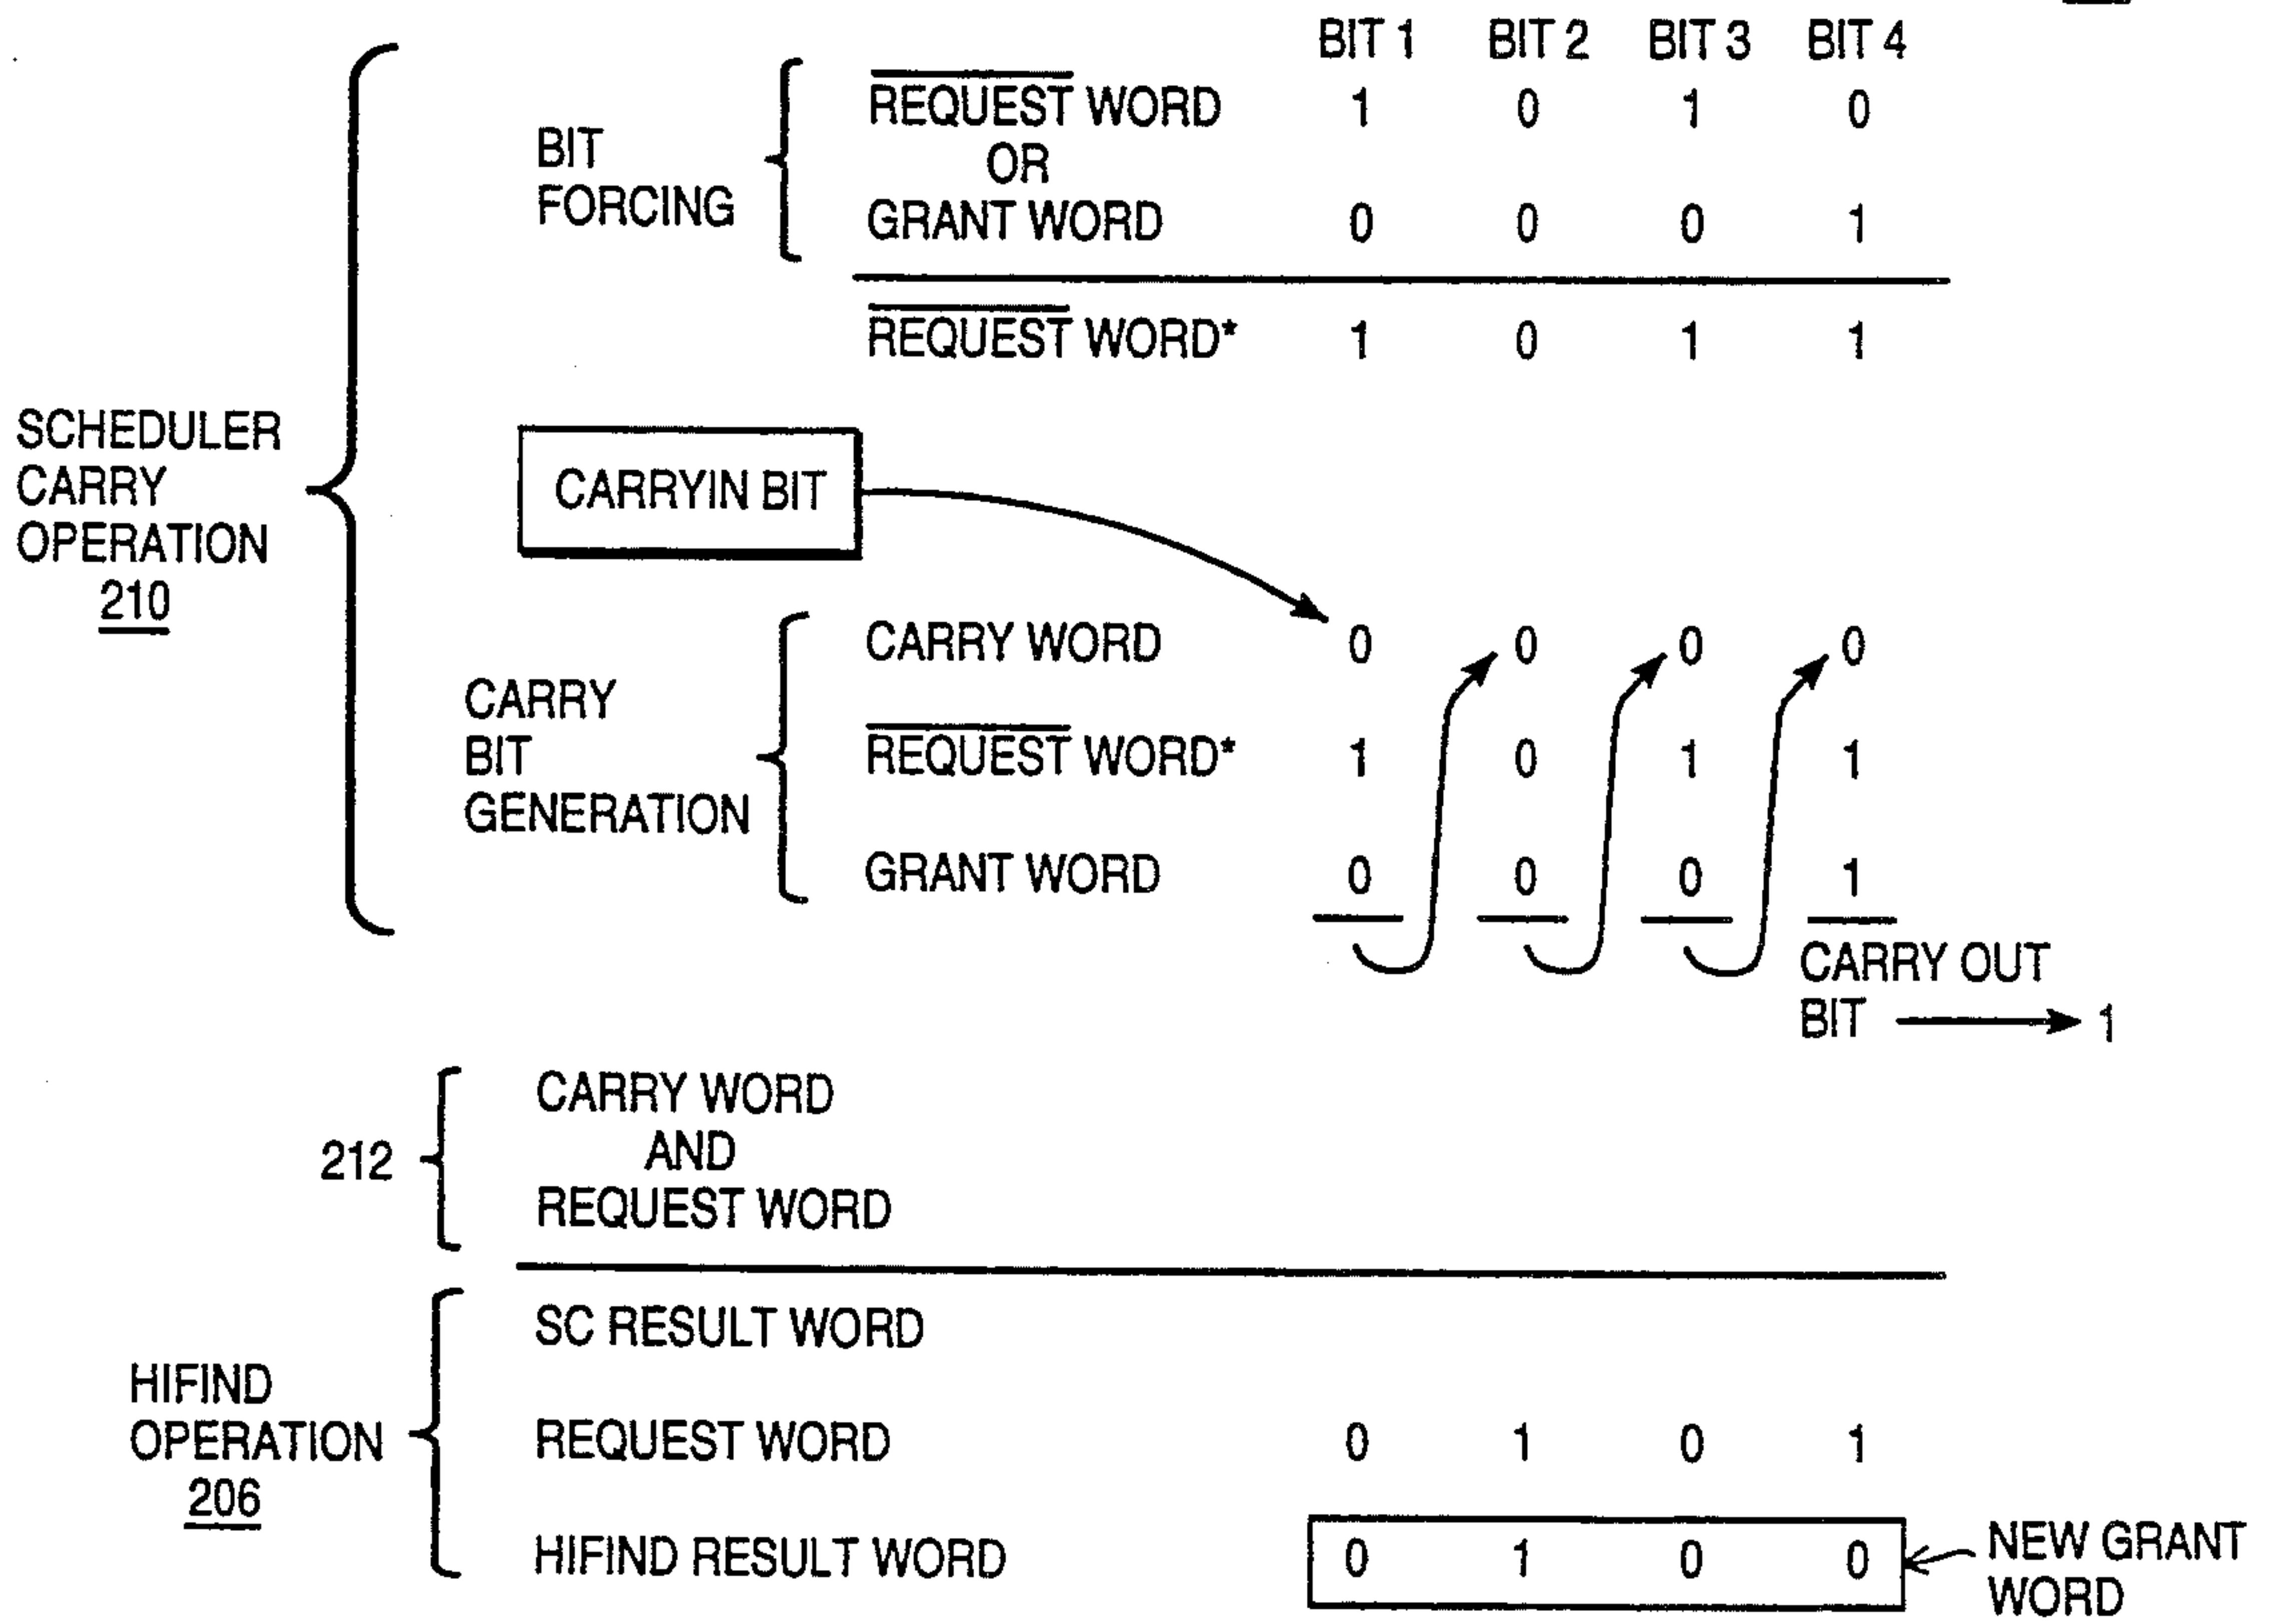 BIT 1 BIT 2 BIT 3 BIT 4
REQUEST WORD 1 0 1 0
BIT FORCING
OR
GRANT WORD 0 0 0 1
REQUEST WORD* 1 0 1 1
SCHEDULER
CARRY
OPERATION
210
CARRYIN BIT
CARRY WORD 0 0 0 0
CARRY
BIT
GENERATION
REQUEST WORD* 1 0 1 1
GRANT WORD 0 0 0 1
CARRY OUT
BIT 1
212
CARRY WORD
AND
REQUEST WORD
HIFIND
OPERATION
206
SC RESULT WORD
REQUEST WORD 0 1 0 1
HIFIND RESULT WORD 0 1 0 0
NEW GRANT
WORD